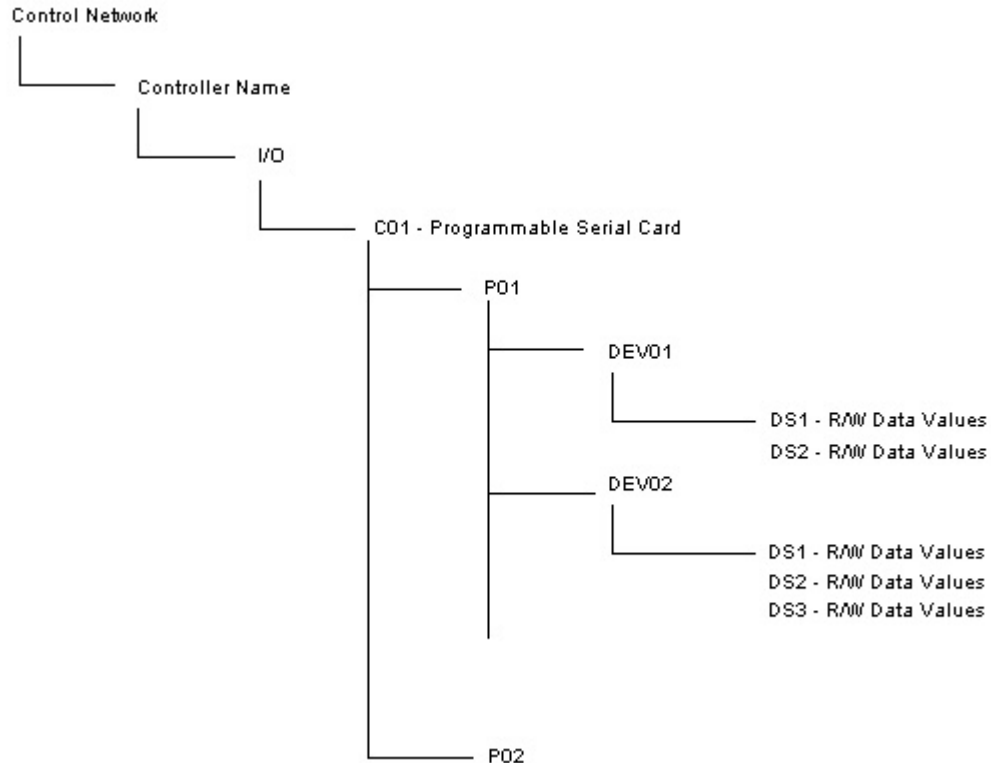 Control Network
Controller Name
I/O
C01 - Programmable Serial Card
P01
DEV01
DS1 - R/W Data Values
DS2 - R/W Data Values
DEV02
DS1 - R/W Data Values
DS2 - R/W Data Values
DS3 - R/W Data Values
P02